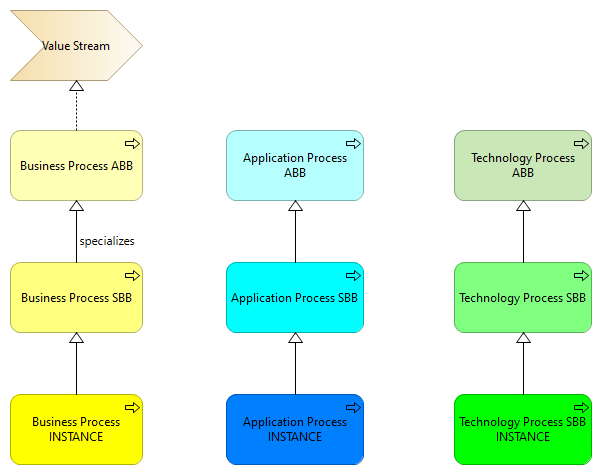 Value Stream
Business Process ABB
Application Process
ABB
Technology Process
ABB
specializes
Business Process SBB
Application Process SBB
Technology Process SBB
Business Process
INSTANCE
Application Process
INSTANCE
Technology Process SBB
INSTANCE